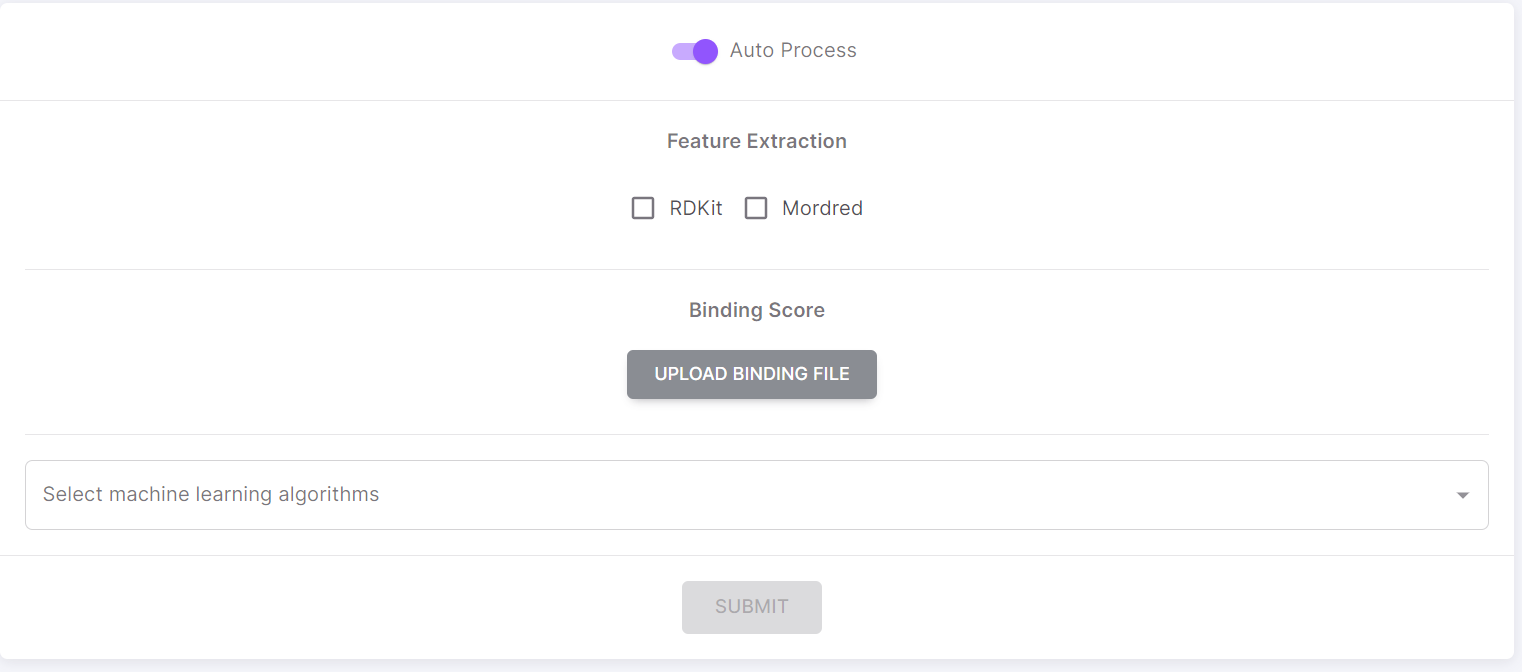 Auto Process
Feature Extraction
RDKit Mordred
Binding Score
UPLOAD BINDING FILE
Select machine learning algorithms
SUBMIT